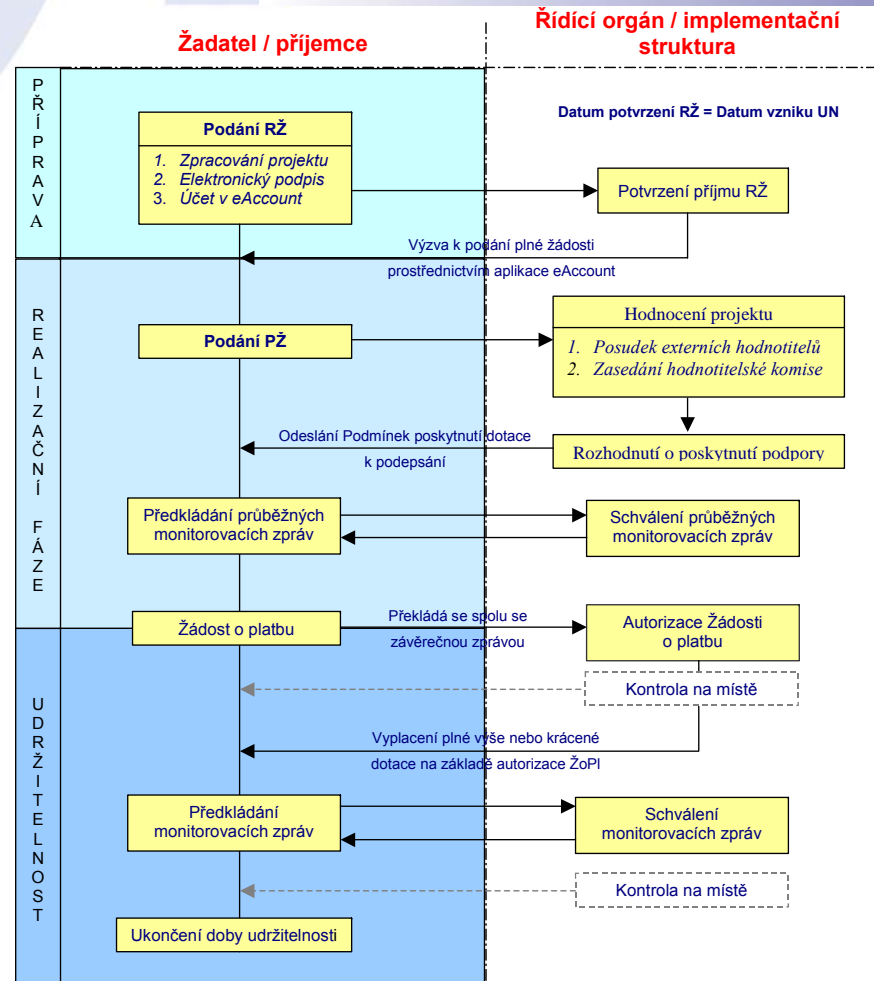 Žadatel / příjemce
Řídící orgán / implementační
struktura
PŘÍPRAVA
Datum potvrzení RŽ = Datum vzniku UN
Podání RŽ
1. Zpracování projektu
2. Elektronický podpis
3. Účet v eAccount
Potvrzení příjmu RŽ
Výzva k podání plné žádosti
prostřednictvím aplikace eAccount
REALIZAČNÍ FÁZE
Podání PŽ
Hodnocení projektu
1. Posudek externích hodnotitelů
2. Zasedání hodnotitelské komise
Odeslání Podmínek poskytnutí dotace
k podepsání
Rozhodnutí o poskytnutí podpory
Předkládání průběžných
monitorovacích zpráv
Schválení průběžných
monitorovacích zpráv
Žádost o platbu
Překládá se spolu se
závěrečnou zprávou
Autorizace Žádosti
o platbu
UDRŽITELNOST
Kontrola na místě
Vyplacení plné výše nebo krácené
dotace na základě autorizace ŽoPl
Předkládání
monitorovacích zpráv
Schválení
monitorovacích zpráv
Kontrola na místě
Ukončení doby udržitelnosti